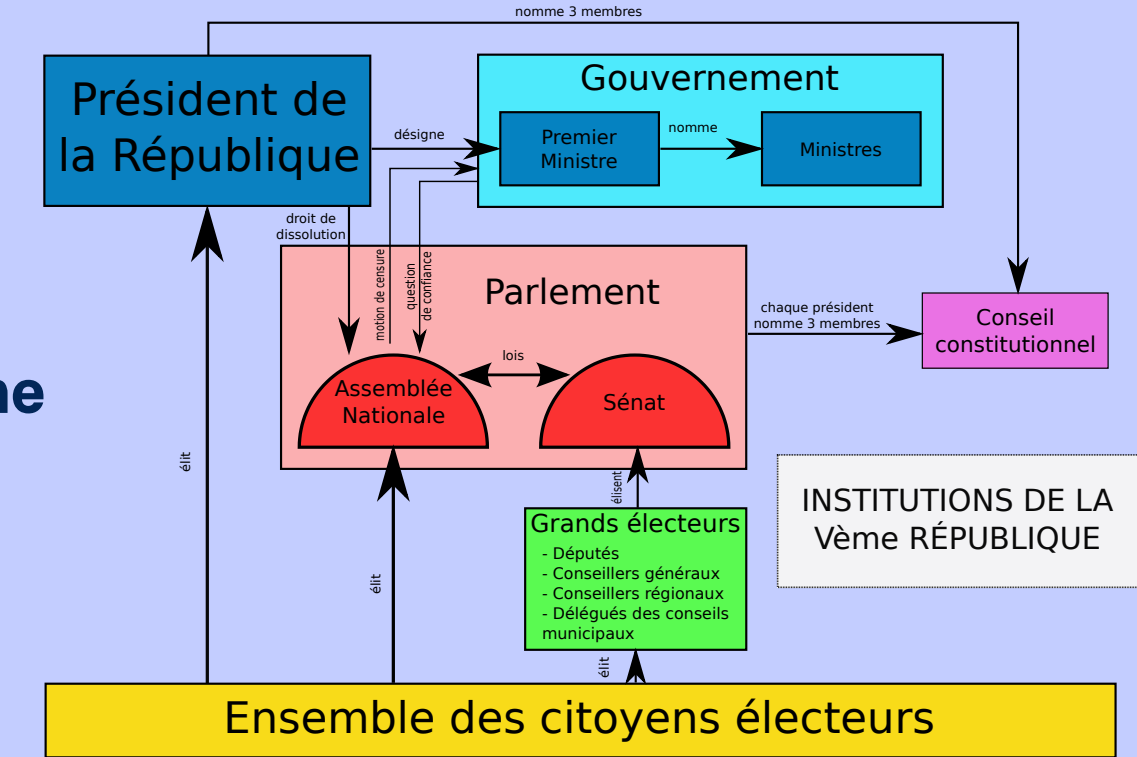 nomme 3 membres
Président de
la République
Gouvernement
désigne
Premier
Ministre
nomme
Ministres
droit de
dissolution
motion de censure
question
de confiance
Parlement
chaque président
nomme 3 membres
Conseil
constitutionnel
lois
Assemblée
Nationale
Sénat
élit
élisent
INSTITUTIONS DE LA
Vème RÉPUBLIQUE
Grands électeurs
- Députés
- Conseillers généraux
- Conseillers régionaux
- Délégués des conseils
municipaux
élit
élit
Ensemble des citoyens électeurs